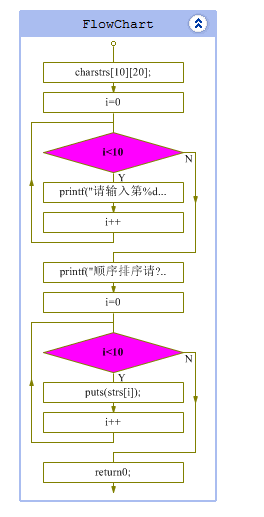 FlowChart
charstrs[10][20];
i=0
i<10
N
Y
printf("请输入第%d...
i++
printf("顺序排序请?..
i=0
i<10
N
Y
puts(strs[i]);
i++
return0;